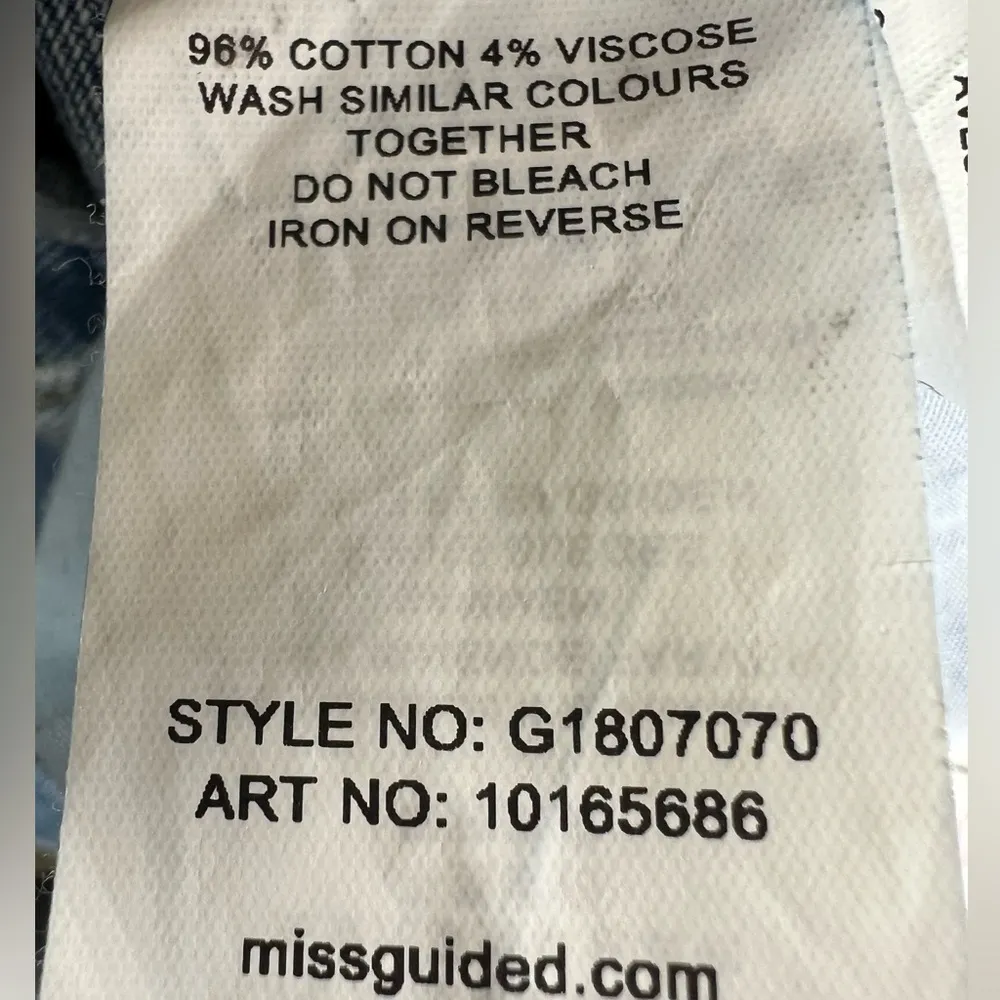 96% COTTON 4% VISCOSE
WASH SIMILAR COLOURS
TOGETHER
DO NOT BLEACH
IRON ON REVERSE
STYLE NO: G1807070
ART NO: 10165686
missguided.com